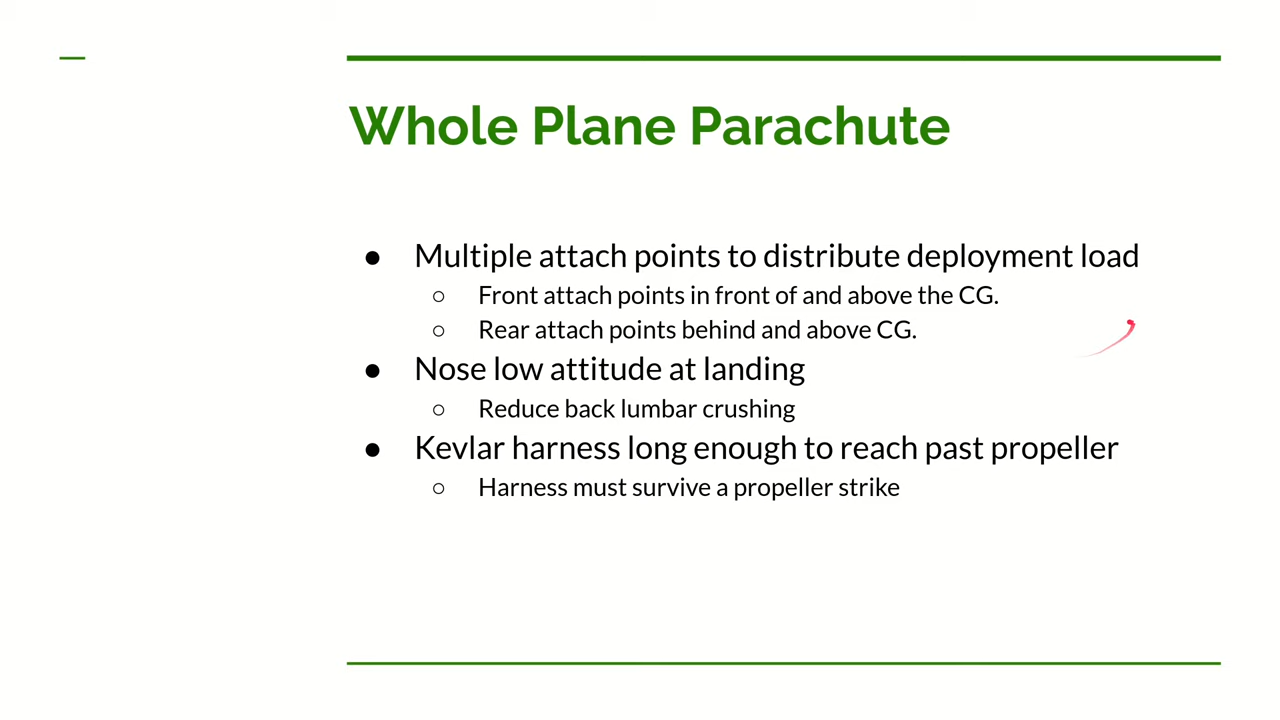 Whole Plane Parachute
● Multiple attach points to distribute deployment load
○ Front attach points in front of and above the CG.
○ Rear attach points behind and above CG.
● Nose low attitude at landing
○ Reduce back lumbar crushing
● Kevlar harness long enough to reach past propeller
○ Harness must survive a propeller strike